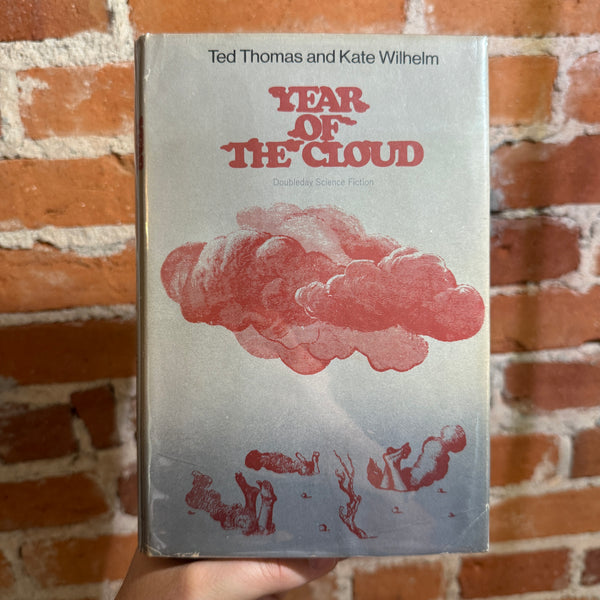 Ted Thomas and Kate Wilhelm
YEAR
OF
THE CLOUD
Doubleday Science Fiction